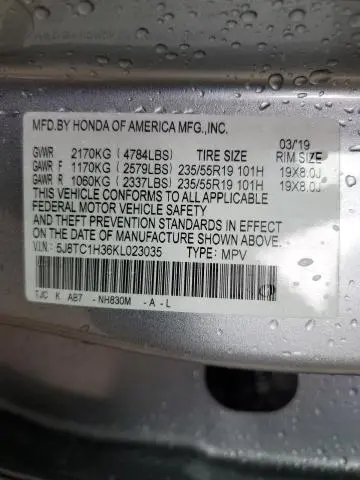 MFD.BY HONDA OF AMERICA MFG.,INC.
03/'19
GVWR 2170KG ( 4784LBS) TIRE SIZE RIM SIZE
GAWR F 1170KG ( 2579LBS) 235/55R19 101H 19X8.0J
GAWR R 1060KG ( 2337LBS) 235/55R19 101H 19X8.0J
THIS VEHICLE CONFORMS TO ALL APPLICABLE
FEDERAL MOTOR VEHICLE SAFETY
AND THEFT PREVENTION STANDARDS IN EFFECT
ON THE DATE OF MANUFACTURE SHOWN ABOVE.
V.I.N.: 5J8TC1H36KL023035 TYPE: MPV
TJC K AB7 - NH830M - A - L